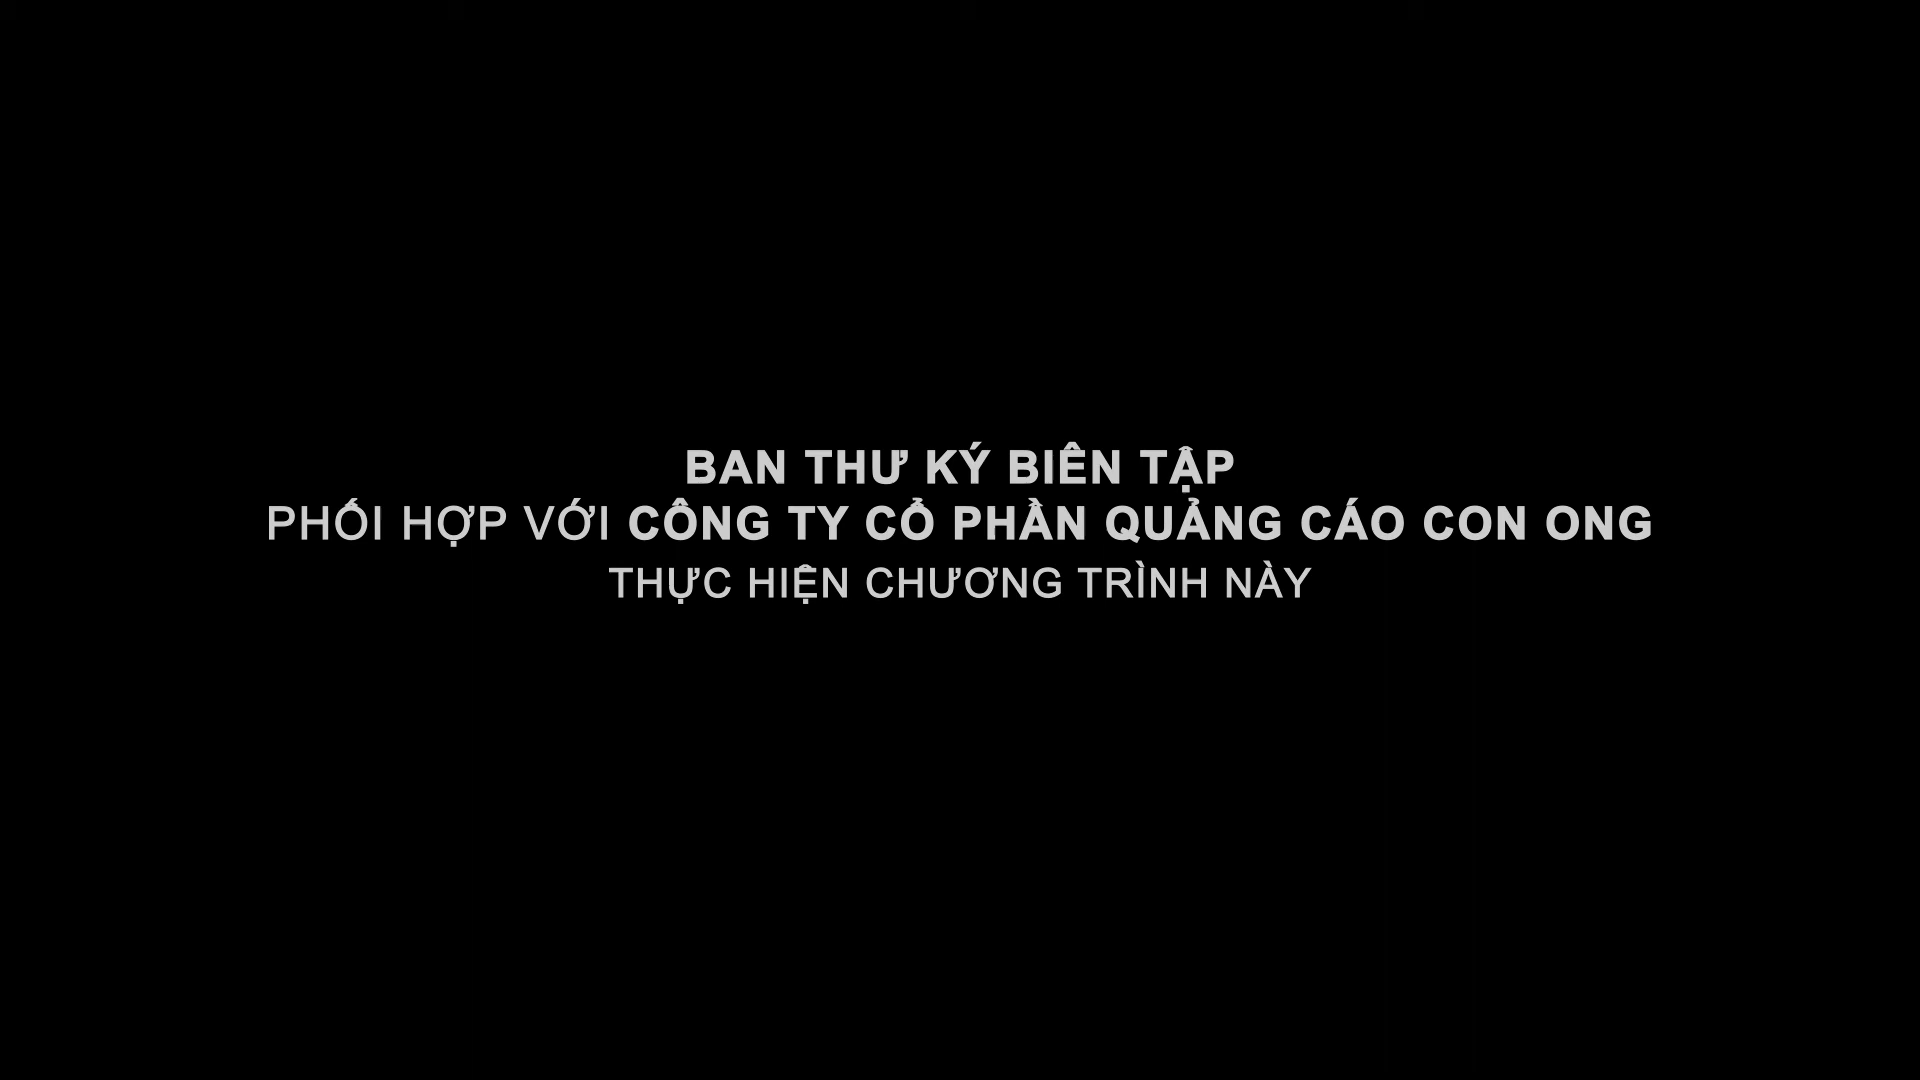 BAN THƯ KÝ BIÊN TẬP
PHỐI HỢP VỚI CÔNG TY CỔ PHẦN QUẢNG CÁO CON ONG
THỰC HIỆN CHƯƠNG TRÌNH NÀY